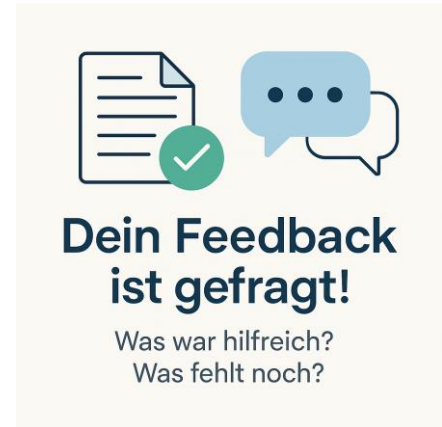 Dein Feedback
ist gefragt!
Was war hilfreich?
Was fehlt noch?